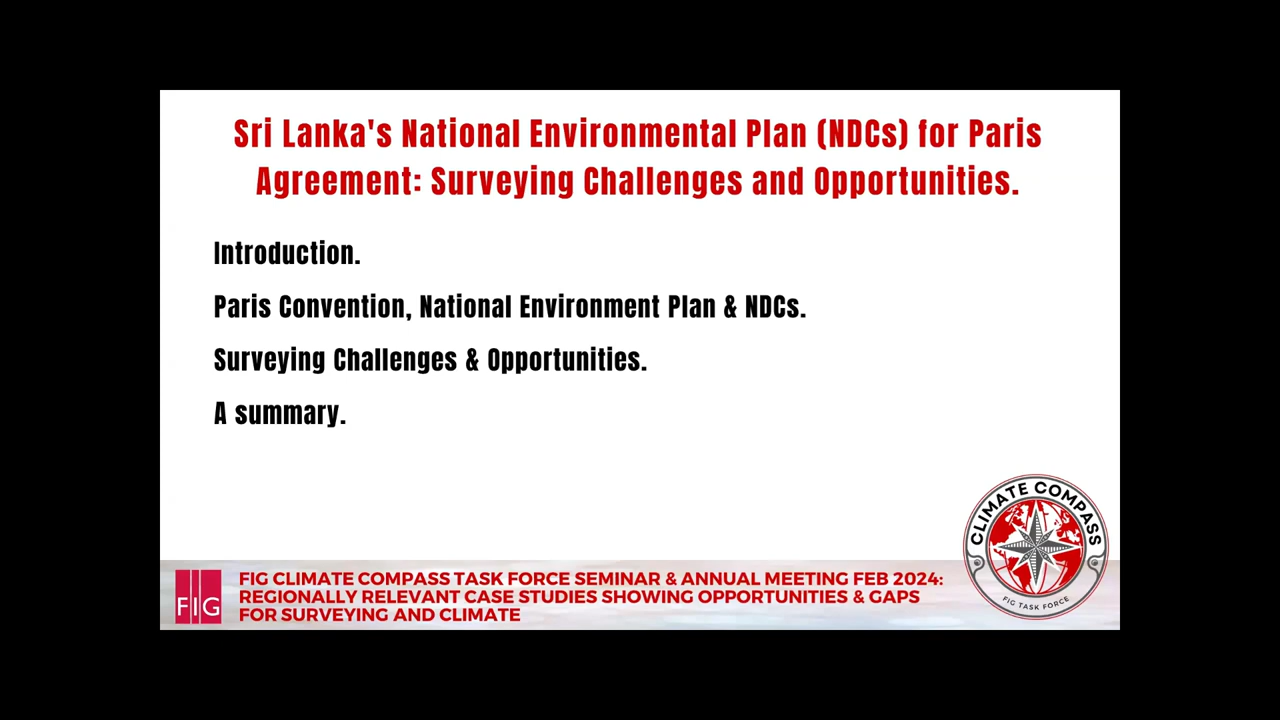 Sri Lanka's National Environmental Plan (NDCs) for Paris
Agreement: Surveying Challenges and Opportunities.
Introduction.
Paris Convention, National Environment Plan & NDCs.
Surveying Challenges & Opportunities.
A summary.
CLIMATE COMPASS
FIG TASK FORCE
FIG
FIG CLIMATE COMPASS TASK FORCE SEMINAR & ANNUAL MEETING FEB 2024:
REGIONALLY RELEVANT CASE STUDIES SHOWING OPPORTUNITIES & GAPS
FOR SURVEYING AND CLIMATE